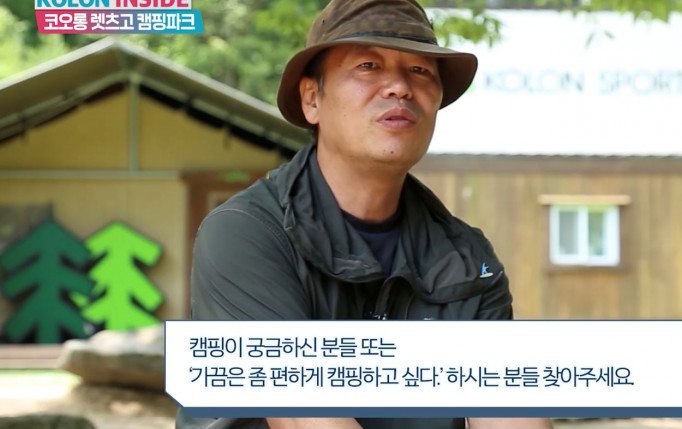 KOLON INSIDE
코오롱 렛츠고 캠핑파크
KOLON SPORT
캠핑이 궁금하신 분들 또는
‘가끔은 좀 편하게 캠핑하고 싶다.’ 하시는 분들 찾아주세요.